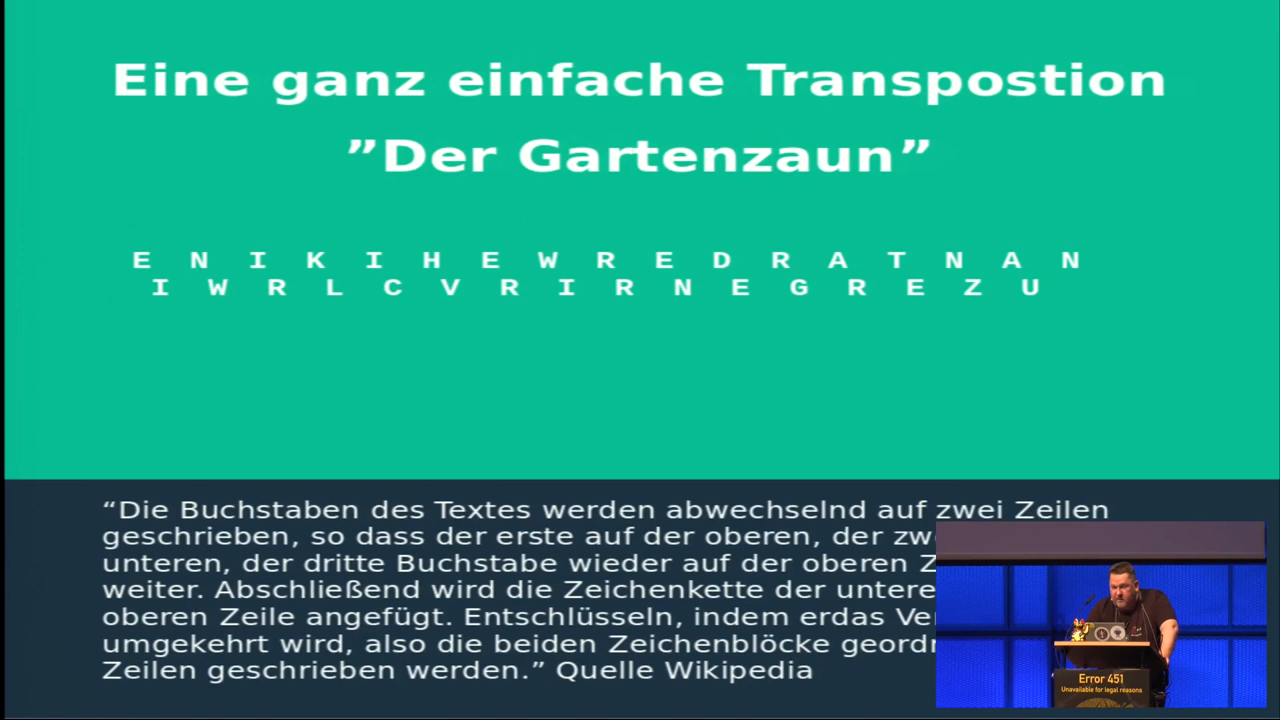 Eine ganz einfache Transpostion
”Der Gartenzaun”
E N I K I H E W R E D R A T N A N
I W R L C V R I R N E G R E Z U
“Die Buchstaben des Textes werden abwechselnd auf zwei Zeilen
geschrieben, so dass der erste auf der oberen, der
unteren, der dritte Buchstabe wieder auf der oberen
weiter. Abschließend wird die Zeichenkette der
oberen Zeile angefügt. Entschlüsseln, indem erdas
umgekehrt wird, also die beiden Zeichenblöcke
Zeilen geschrieben werden.” Quelle Wikipedia
Error 451
Unavailable for legal reasons